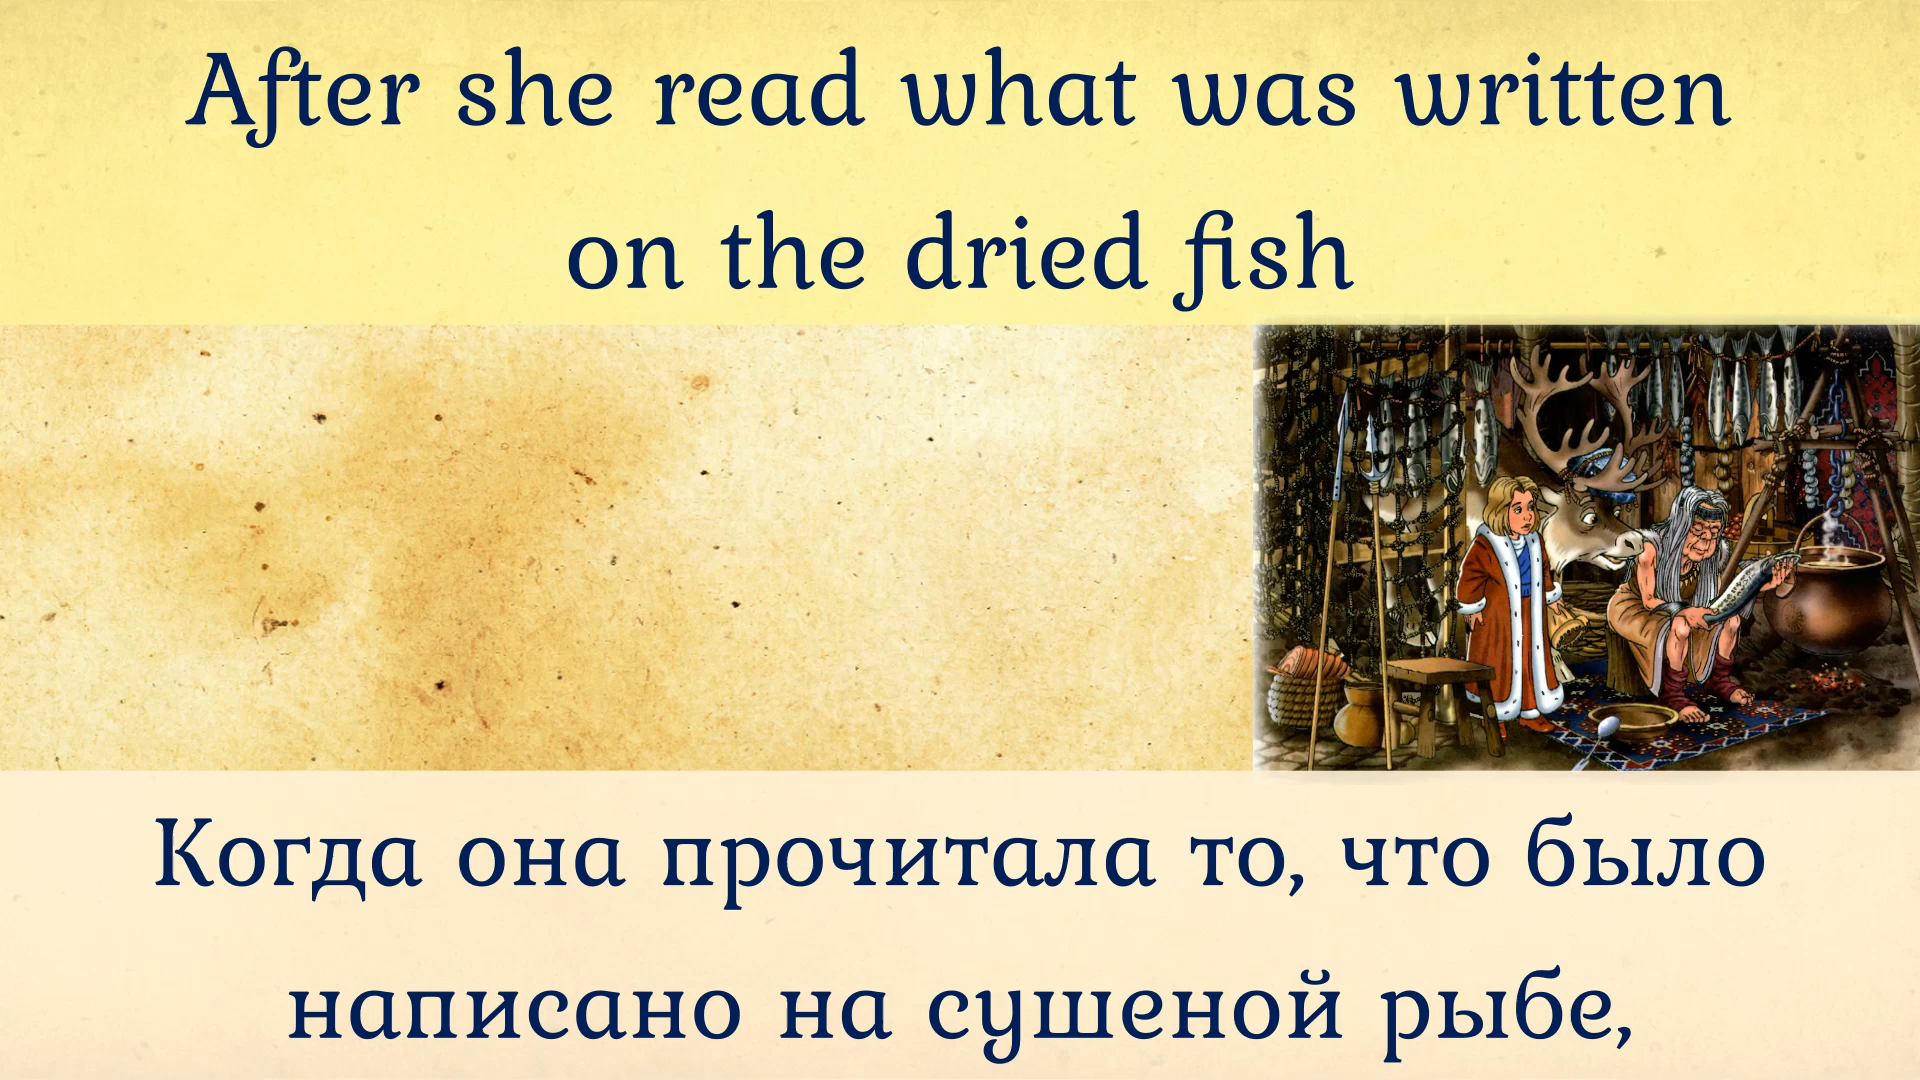 After she read what was written
on the dried fish
Когда она прочитала то, что было
написано на сушеной рыбе,